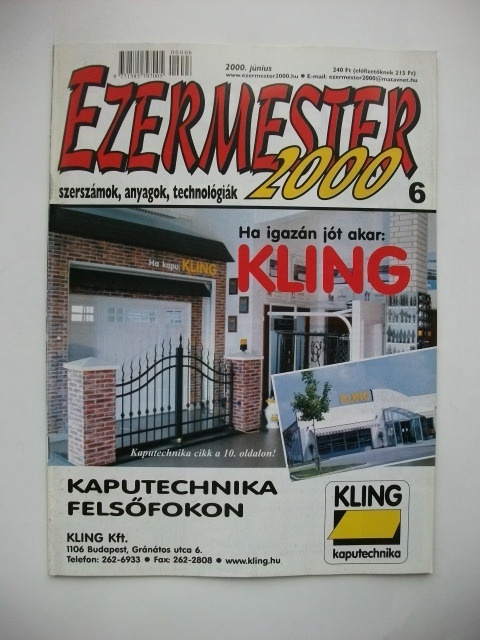 00006
2000. június
240 Ft (előfizetőknek 215 Ft)
www.ezermester2000.hu ● E-mail: ezermester2000@matavnet.hu
EZERMESTER
2000
szerszámok, anyagok, technológiák
6
Ha igazán jót akar:
KLING
Ha kapu: KLING
KLING
Kaputechnika cikk a 10. oldalon!
KAPUTECHNIKA
FELSŐFOKON
KLING Kft.
1106 Budapest, Gránátos utca 6.
Telefon: 262-6933 ● Fax: 262-2808 ● www.kling.hu
KLING
kaputechnika